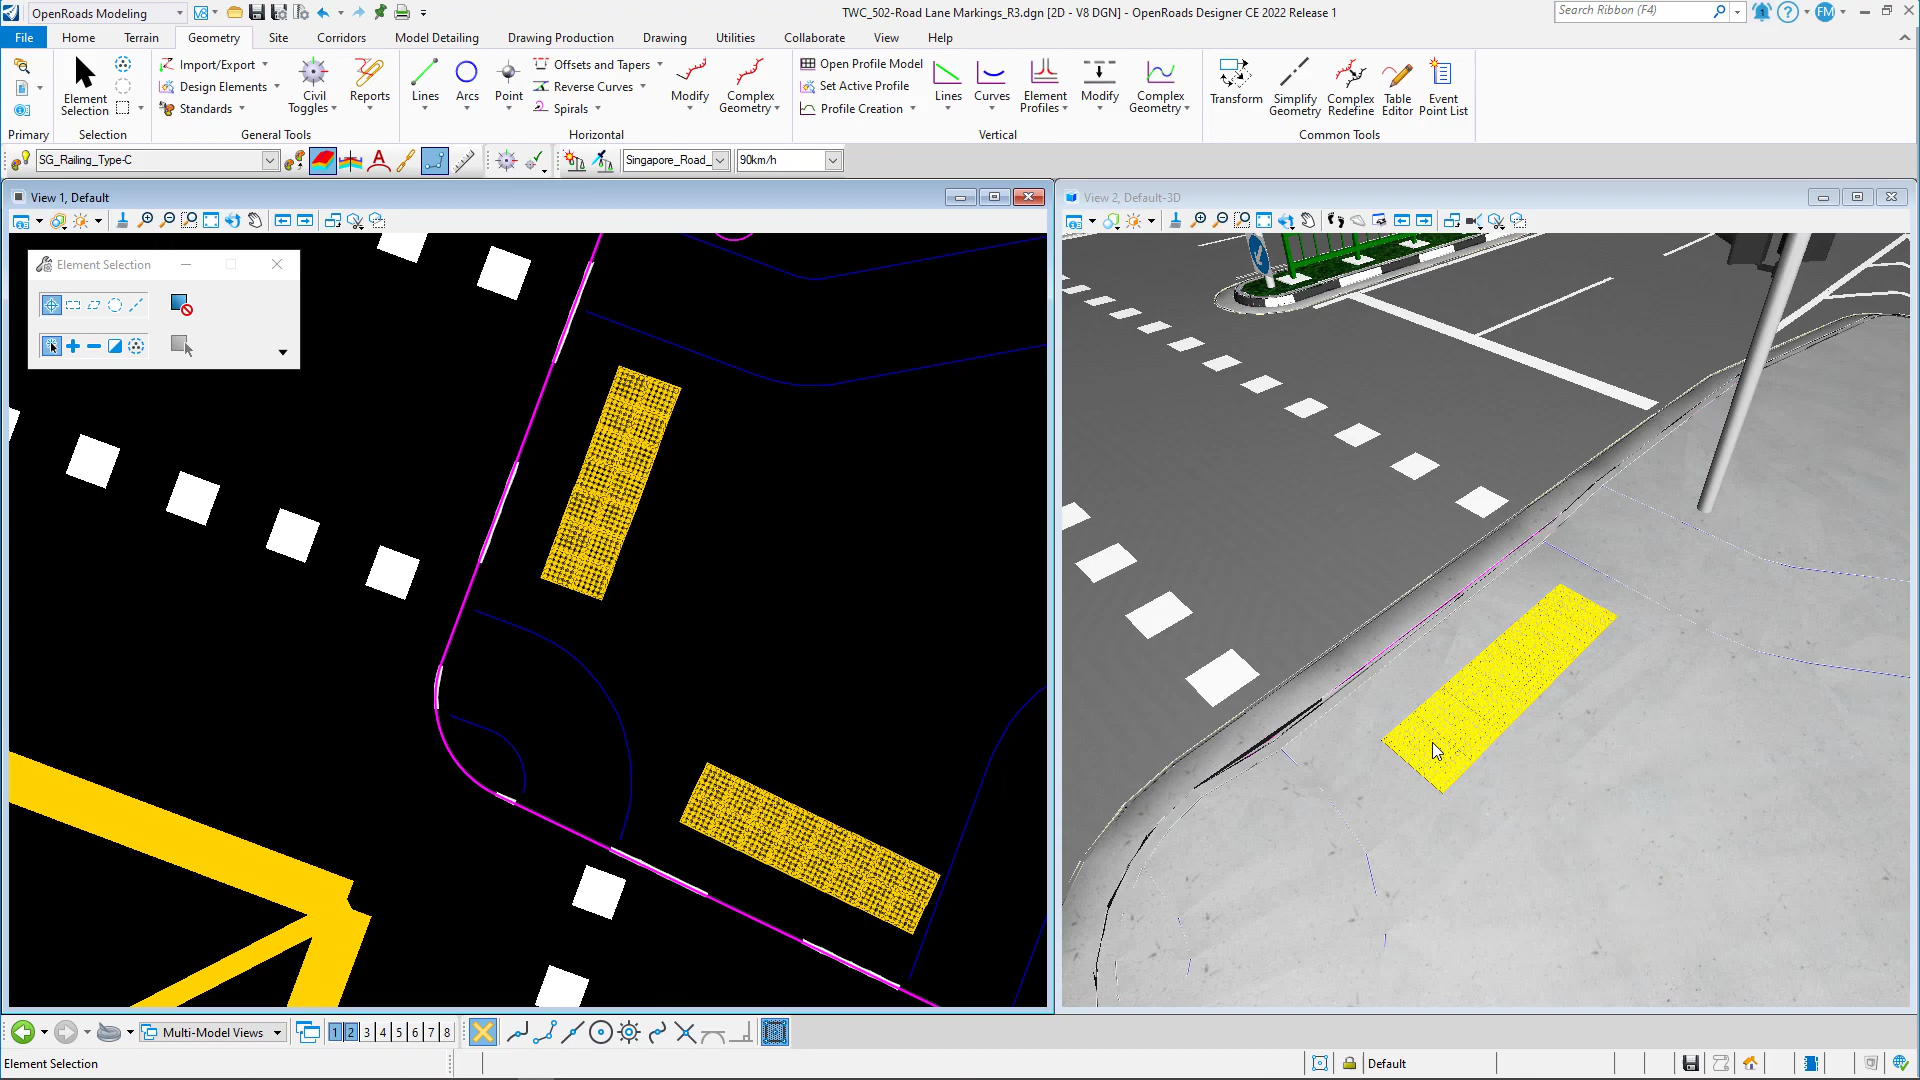 OpenRoads Modeling
TWC_502-Road Lane Markings_R3.dgn [2D - V8 DGN] - OpenRoads Designer CE 2022 Release 1
Search Ribbon (F4)
FM
File
Home
Terrain
Geometry
Site
Corridors
Model Detailing
Drawing Production
Drawing
Utilities
Collaborate
View
Help
Element Selection
Import/Export
Design Elements
Standards
Civil Toggles
Reports
Lines
Arcs
Point
Offsets and Tapers
Reverse Curves
Spirals
Modify
Complex Geometry
Open Profile Model
Set Active Profile
Profile Creation
Lines
Curves
Element Profiles
Modify
Complex Geometry
Transform
Simplify Geometry
Complex Redefine
Table Editor
Event Point List
Primary
Selection
General Tools
Horizontal
Vertical
Common Tools
SG_Railing_Type-C
Singapore_Road_
90km/h
View 1, Default
View 2, Default-3D
Element Selection
Multi-Model Views
1 2 3 4 5 6 7 8
Element Selection
Default